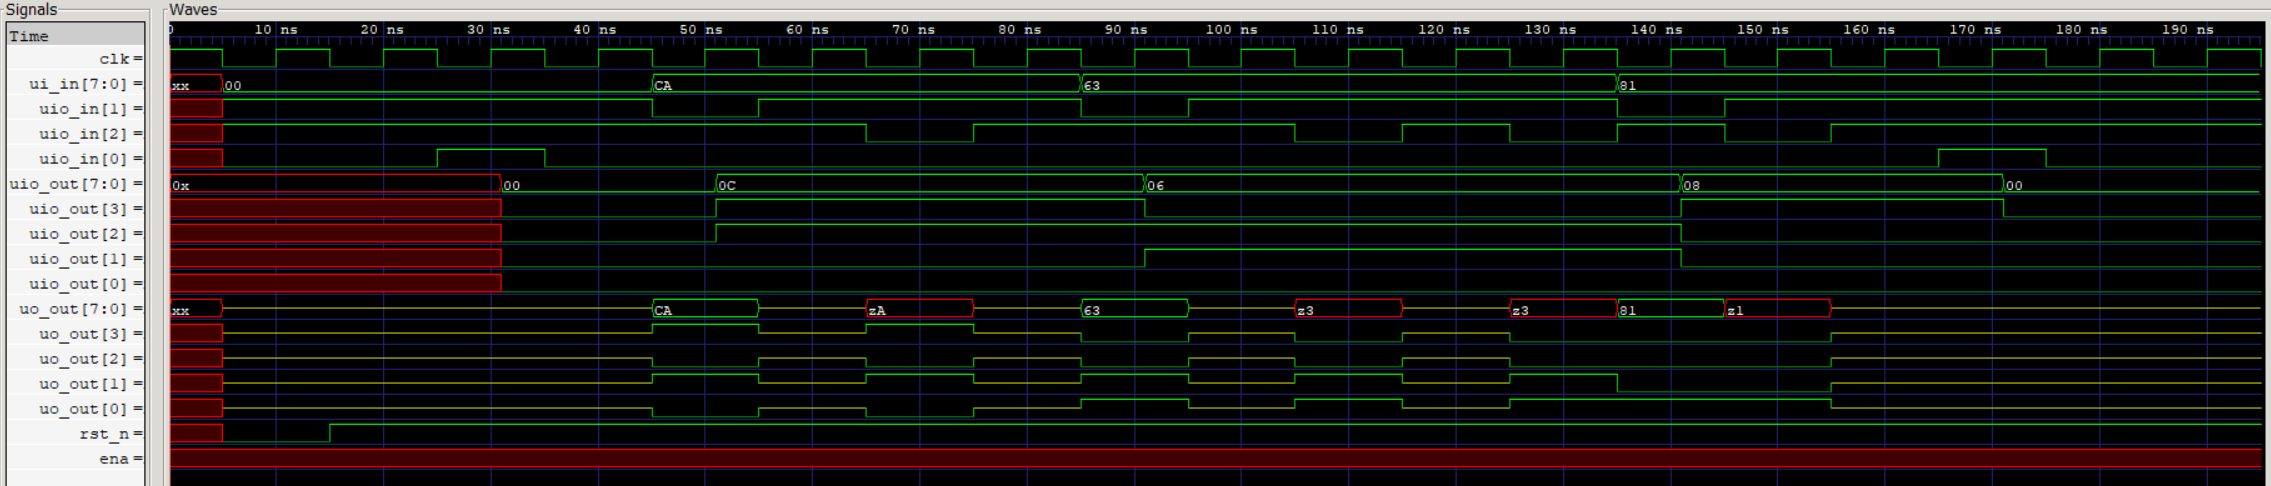 Signals Waves
Time 0 10 ns 20 ns 30 ns 40 ns 50 ns 60 ns 70 ns 80 ns 90 ns 100 ns 110 ns 120 ns 130 ns 140 ns 150 ns 160 ns 170 ns 180 ns 190 ns
clk =
ui_in[7:0] = xx 00 CA 63 81
uio_in[1] =
uio_in[2] =
uio_in[0] =
uio_out[7:0] = 0x 00 0C 06 08 00
uio_out[3] =
uio_out[2] =
uio_out[1] =
uio_out[0] =
uo_out[7:0] = xx CA zA 63 z3 z3 81 z1
uo_out[3] =
uo_out[2] =
uo_out[1] =
uo_out[0] =
rst_n =
ena =